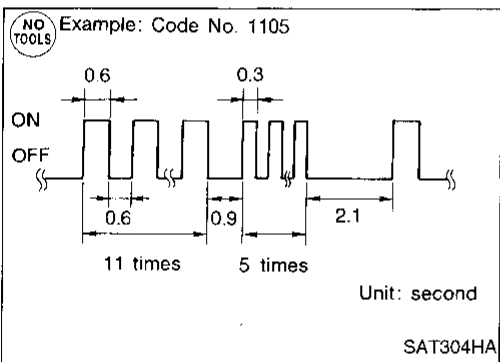 NO TOOLS Example: Code No. 1105
0.6 0.3
ON
OFF
0.6 0.9 2.1
11 times 5 times
Unit: second
SAT304HA